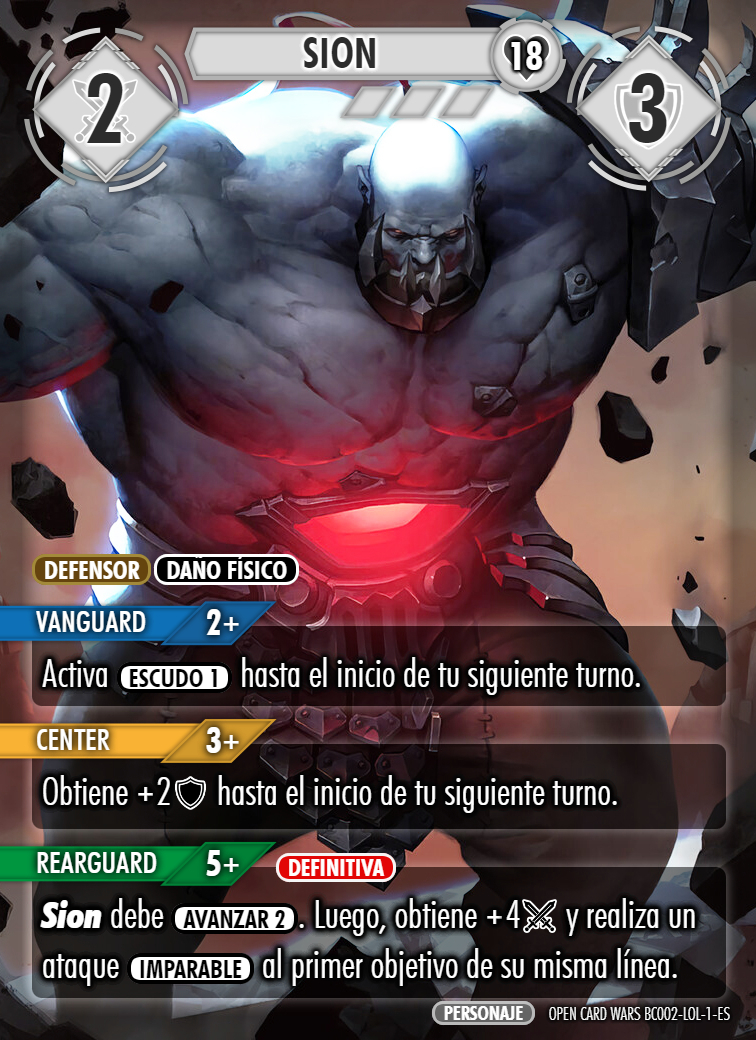 2
SION
18
3
DEFENSOR DAÑO FÍSICO
VANGUARD 2+
Activa ESCUDO 1 hasta el inicio de tu siguiente turno.
CENTER 3+
Obtiene +2 hasta el inicio de tu siguiente turno.
REARGUARD 5+ DEFINITIVA
Sion debe AVANZAR 2. Luego, obtiene +4 y realiza un
ataque IMPARABLE al primer objetivo de su misma línea.
PERSONAJE OPEN CARD WARS BC002-LOL-1-ES